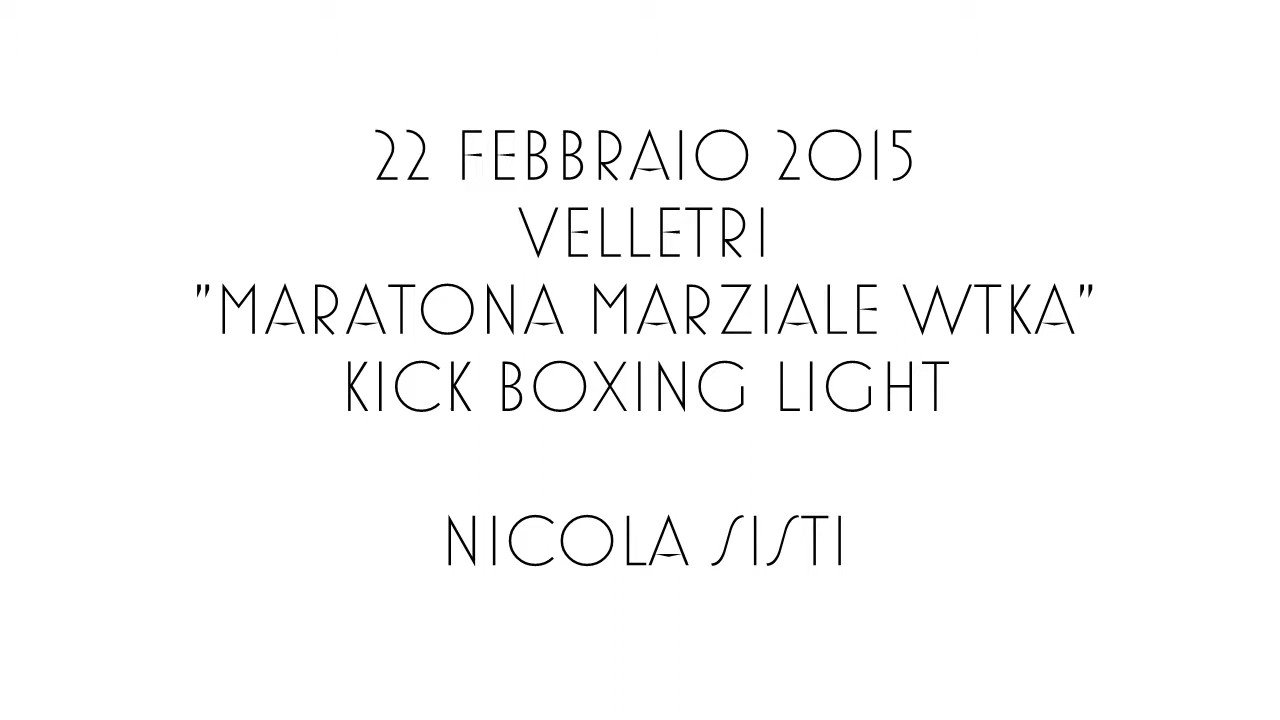 22 FEBBRAIO 2015
VELLETRI
"MARATONA MARZIALE WTKA"
KICK BOXING LIGHT
NICOLA SISTI